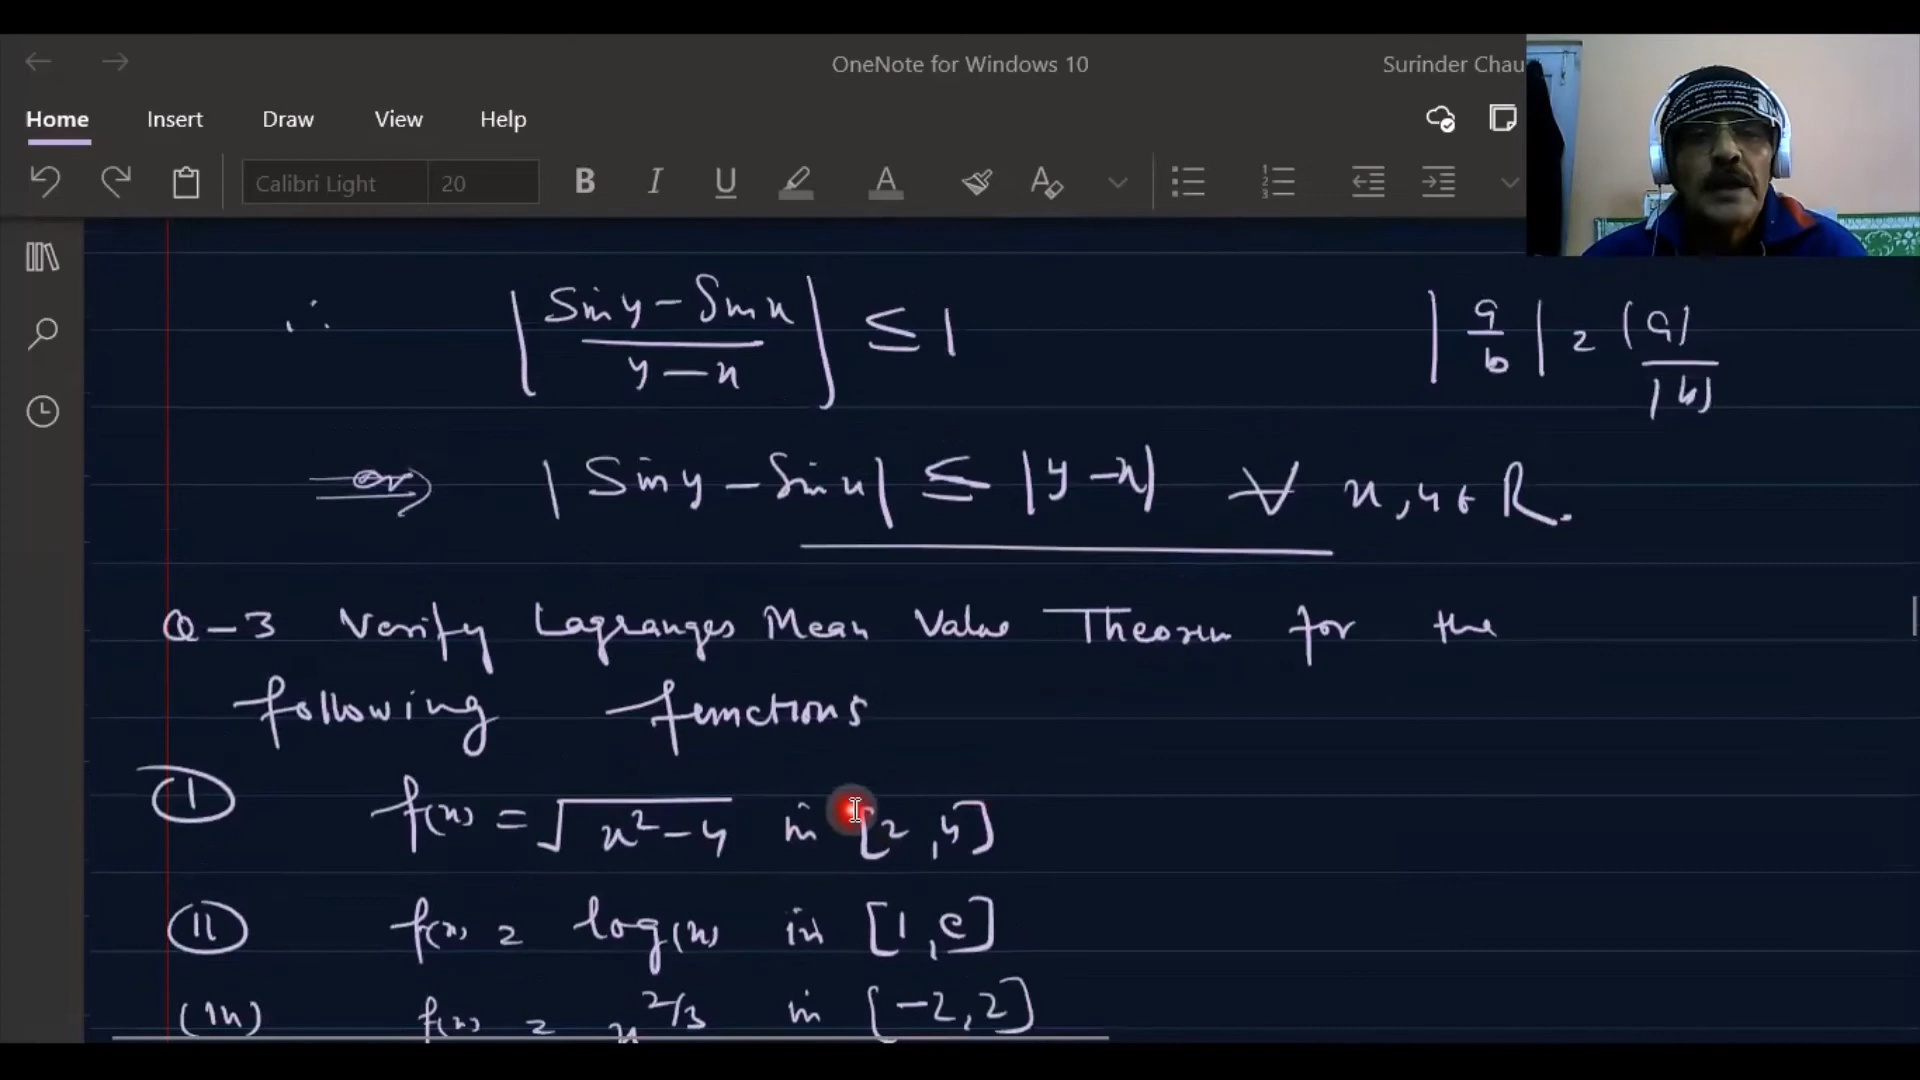 OneNote for Windows 10
Surinder Chau
Home Insert Draw View Help
Calibri Light 20 B I U A
∴ |Sin y - Sin x / y - x| ≤ 1 |a/b| = |a|/|b|
or |Sin y - Sin x| ≤ |y - x| ∀ x, y ∈ R.
Q-3 Verify Lagranges Mean Value Theorem for the
following functions
(I) f(x) = √x²-4 in [2, 4]
(II) f(x) = log(x) in [1, e]
(III) f(x) = x^2/3 in [-2, 2]